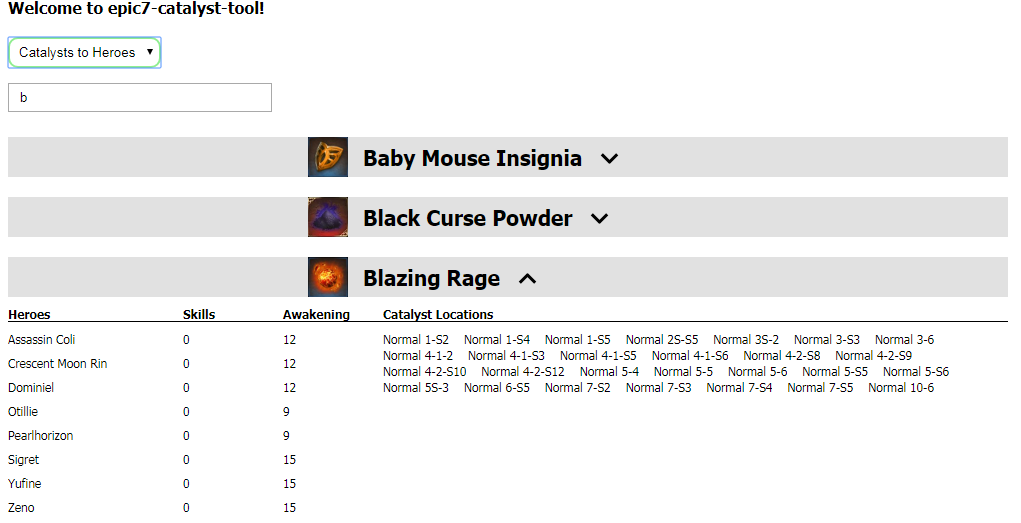 Welcome to epic7-catalyst-tool!
Catalysts to Heroes
b
Baby Mouse Insignia
Black Curse Powder
Blazing Rage
Heroes Skills Awakening Catalyst Locations
Assassin Coli 0 12 Normal 1-S2 Normal 1-S4 Normal 1-S5 Normal 2S-S5 Normal 3S-2 Normal 3-S3 Normal 3-6
Normal 4-1-2 Normal 4-1-S3 Normal 4-1-S5 Normal 4-1-S6 Normal 4-2-S8 Normal 4-2-S9
Crescent Moon Rin 0 12
Normal 4-2-S10 Normal 4-2-S12 Normal 5-4 Normal 5-5 Normal 5-6 Normal 5-S5 Normal 5-S6
Dominiel 0 12 Normal 5S-3 Normal 6-S5 Normal 7-S2 Normal 7-S3 Normal 7-S4 Normal 7-S5 Normal 10-6
Otillie 0 9
Pearlhorizon 0 9
Sigret 0 15
Yufine 0 15
Zeno 0 15